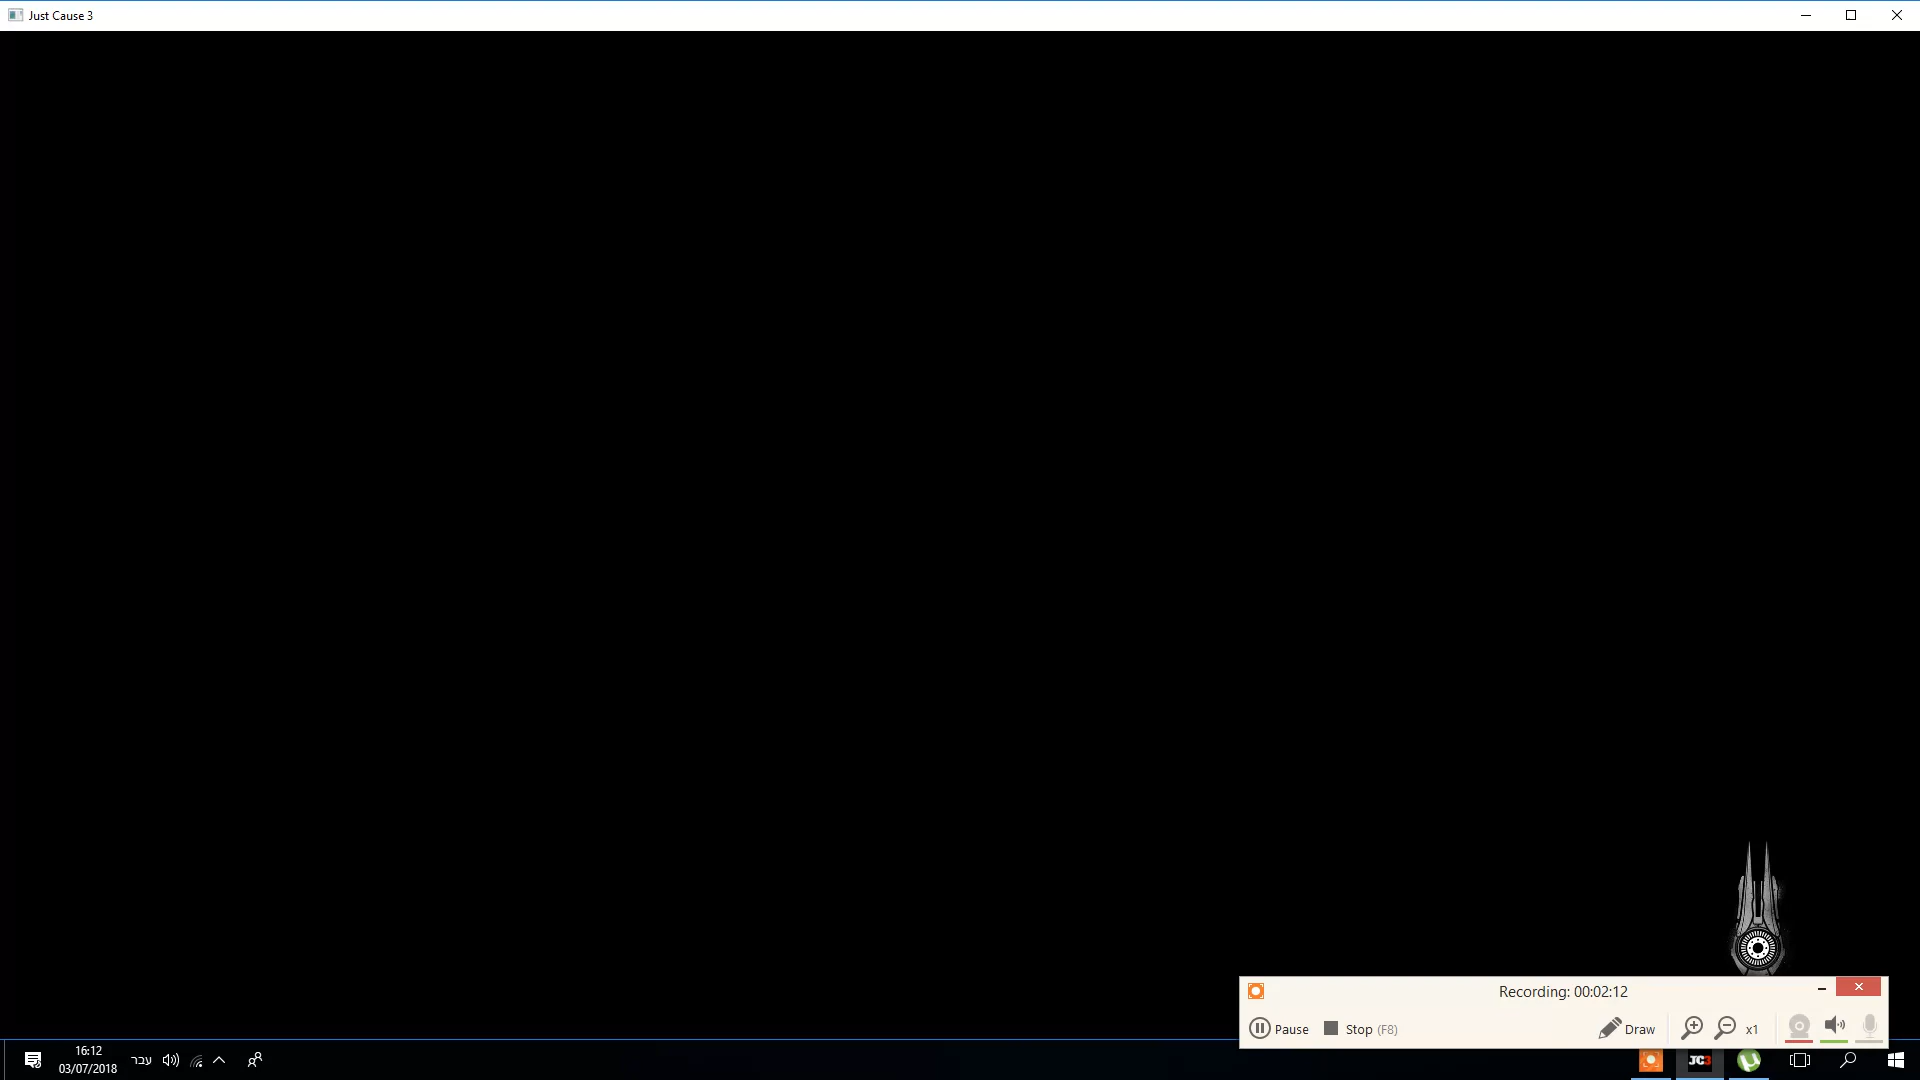 Just Cause 3
Recording: 00:02:12
Pause
Stop (F8)
Draw
x1
16:12
03/07/2018
עבר
JC3